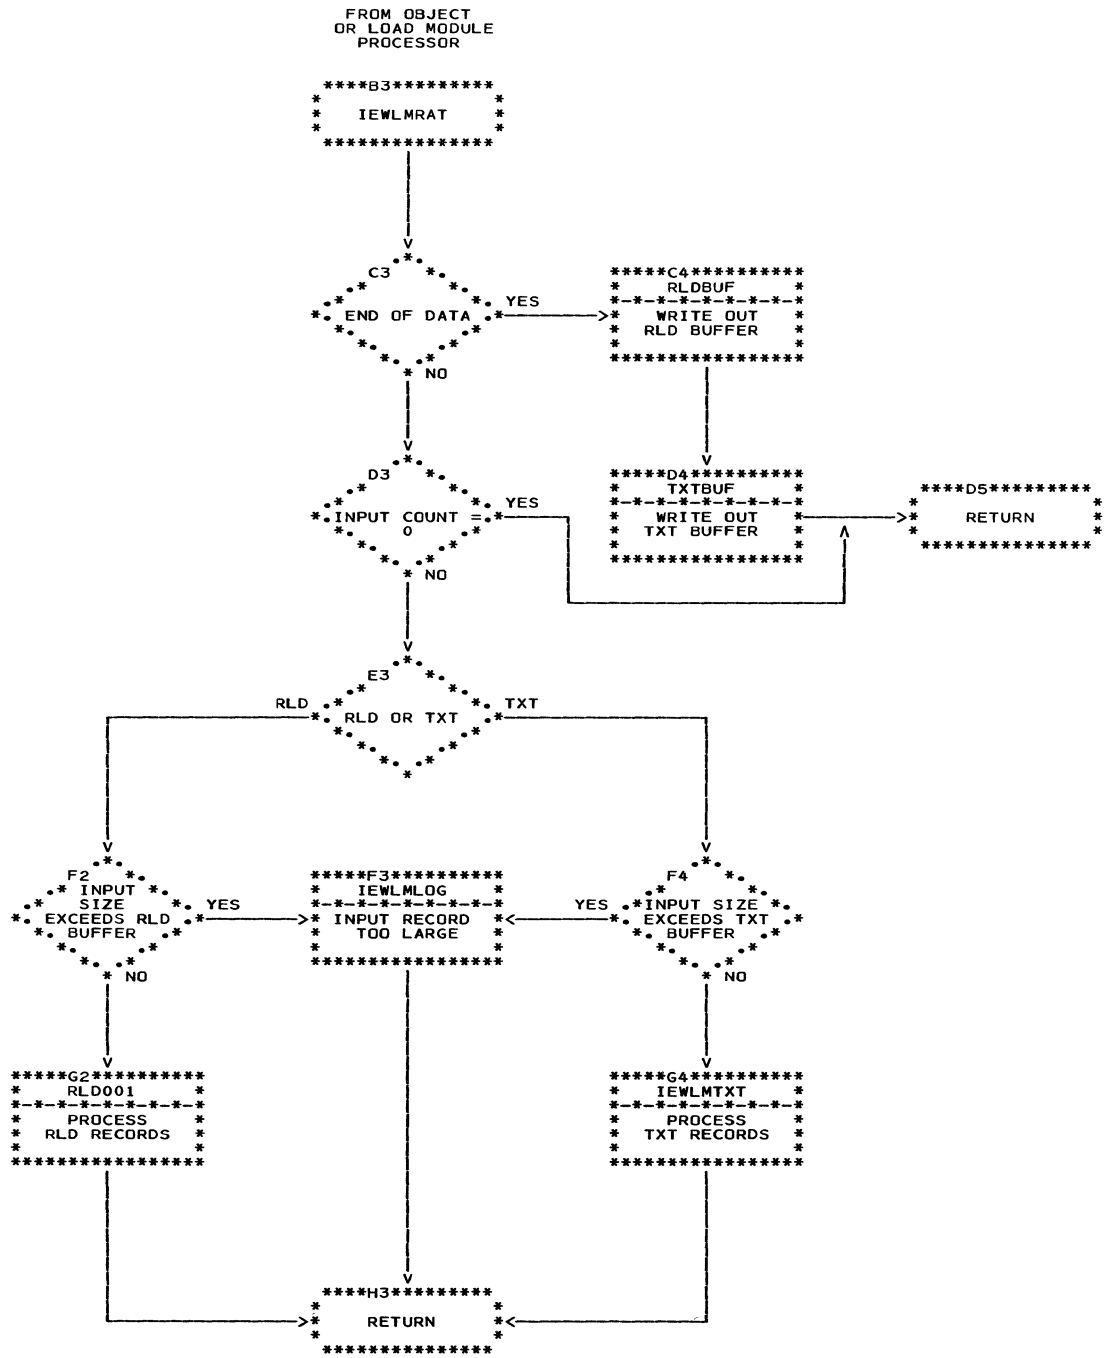 FROM OBJECT
OR LOAD MODULE
PROCESSOR
****B3*********
IEWLMRAT
C3
END OF DATA
YES
NO
*****C4**********
RLDBUF
*-*-*-*-*-*-*-*-*
WRITE OUT
RLD BUFFER
D3
INPUT COUNT =
0
YES
NO
*****D4**********
TXTBUF
*-*-*-*-*-*-*-*-*
WRITE OUT
TXT BUFFER
****D5*********
RETURN
E3
RLD OR TXT
RLD
TXT
F2
INPUT
SIZE
EXCEEDS RLD
BUFFER
YES
NO
*****F3**********
IEWLMLOG
*-*-*-*-*-*-*-*-*
INPUT RECORD
TOO LARGE
F4
INPUT SIZE
EXCEEDS TXT
BUFFER
YES
NO
*****G2**********
RLD001
*-*-*-*-*-*-*-*-*
PROCESS
RLD RECORDS
*****G4**********
IEWLMTXT
*-*-*-*-*-*-*-*-*
PROCESS
TXT RECORDS
****H3*********
RETURN